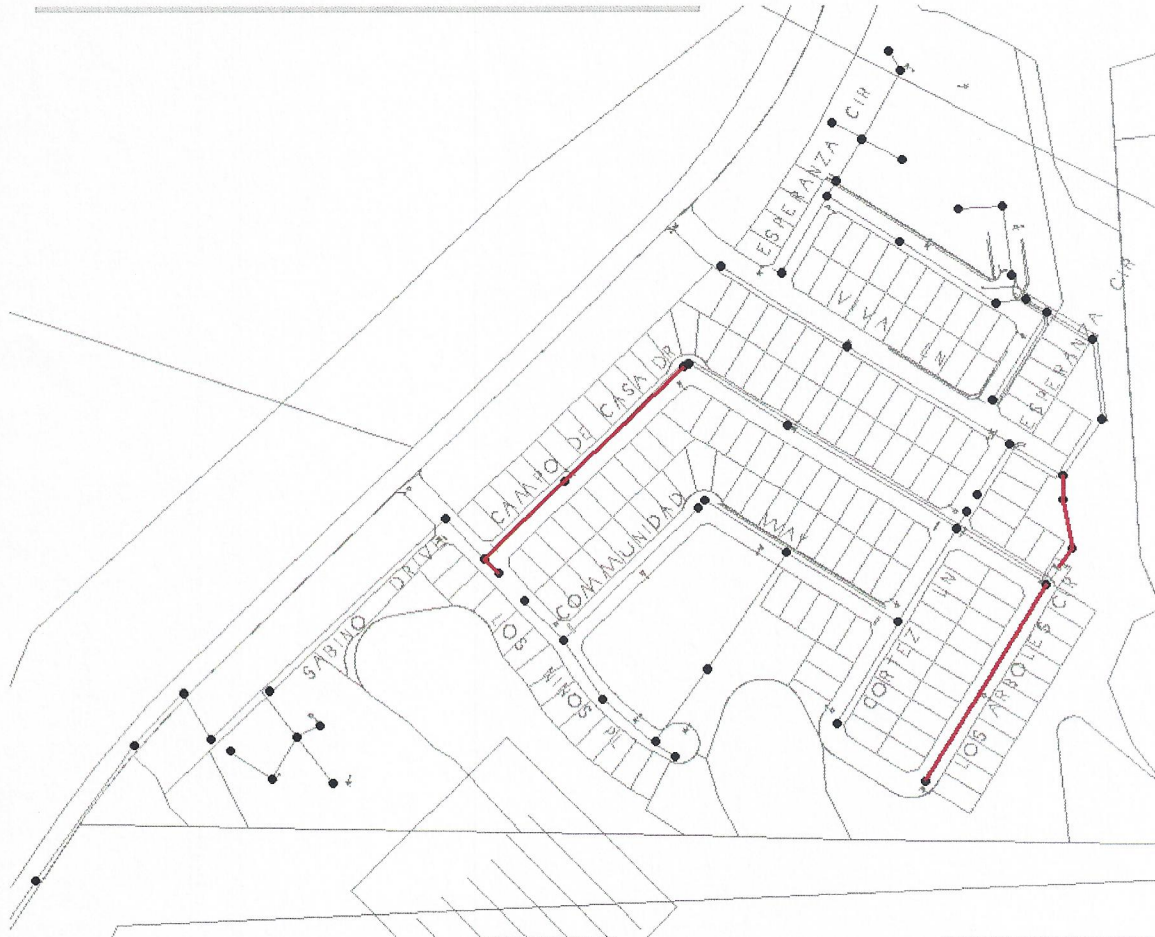 ESPERANZA CIR
VIVA LN
ESPERANZA CIR
CAMPO DE CASA DR
COMMUNIDAD WAY
SABINO DRIVE
LOS NINOS PL
CORTEZ LN
LOS ARBOLES CIR